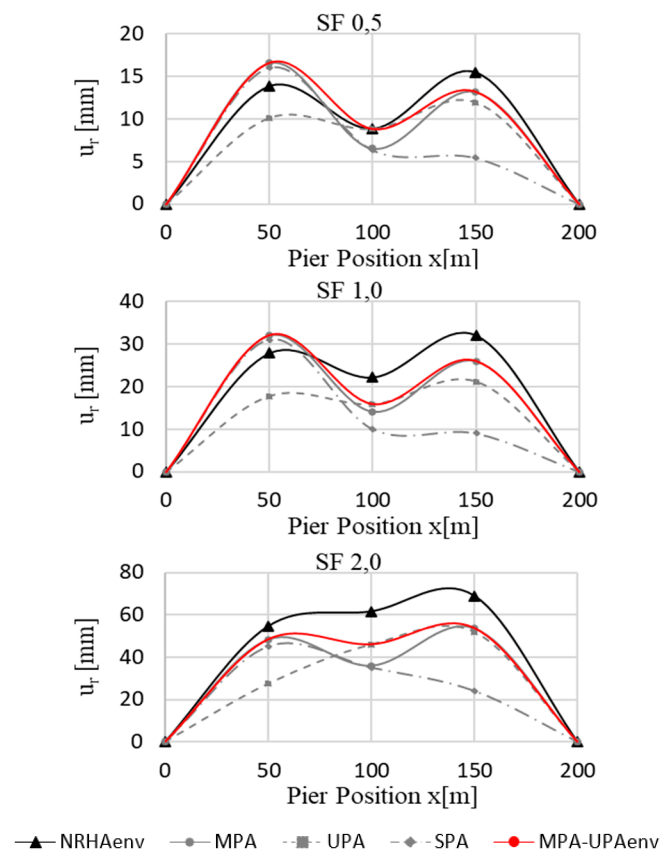 SF 0,5
20
15
10
5
0
u_r [mm]
0 50 100 150 200
Pier Position x[m]
SF 1,0
40
30
20
10
0
u_r [mm]
0 50 100 150 200
Pier Position x[m]
SF 2,0
80
60
40
20
0
u_r [mm]
0 50 100 150 200
Pier Position x[m]
NRHAenv MPA UPA SPA MPA-UPAenv